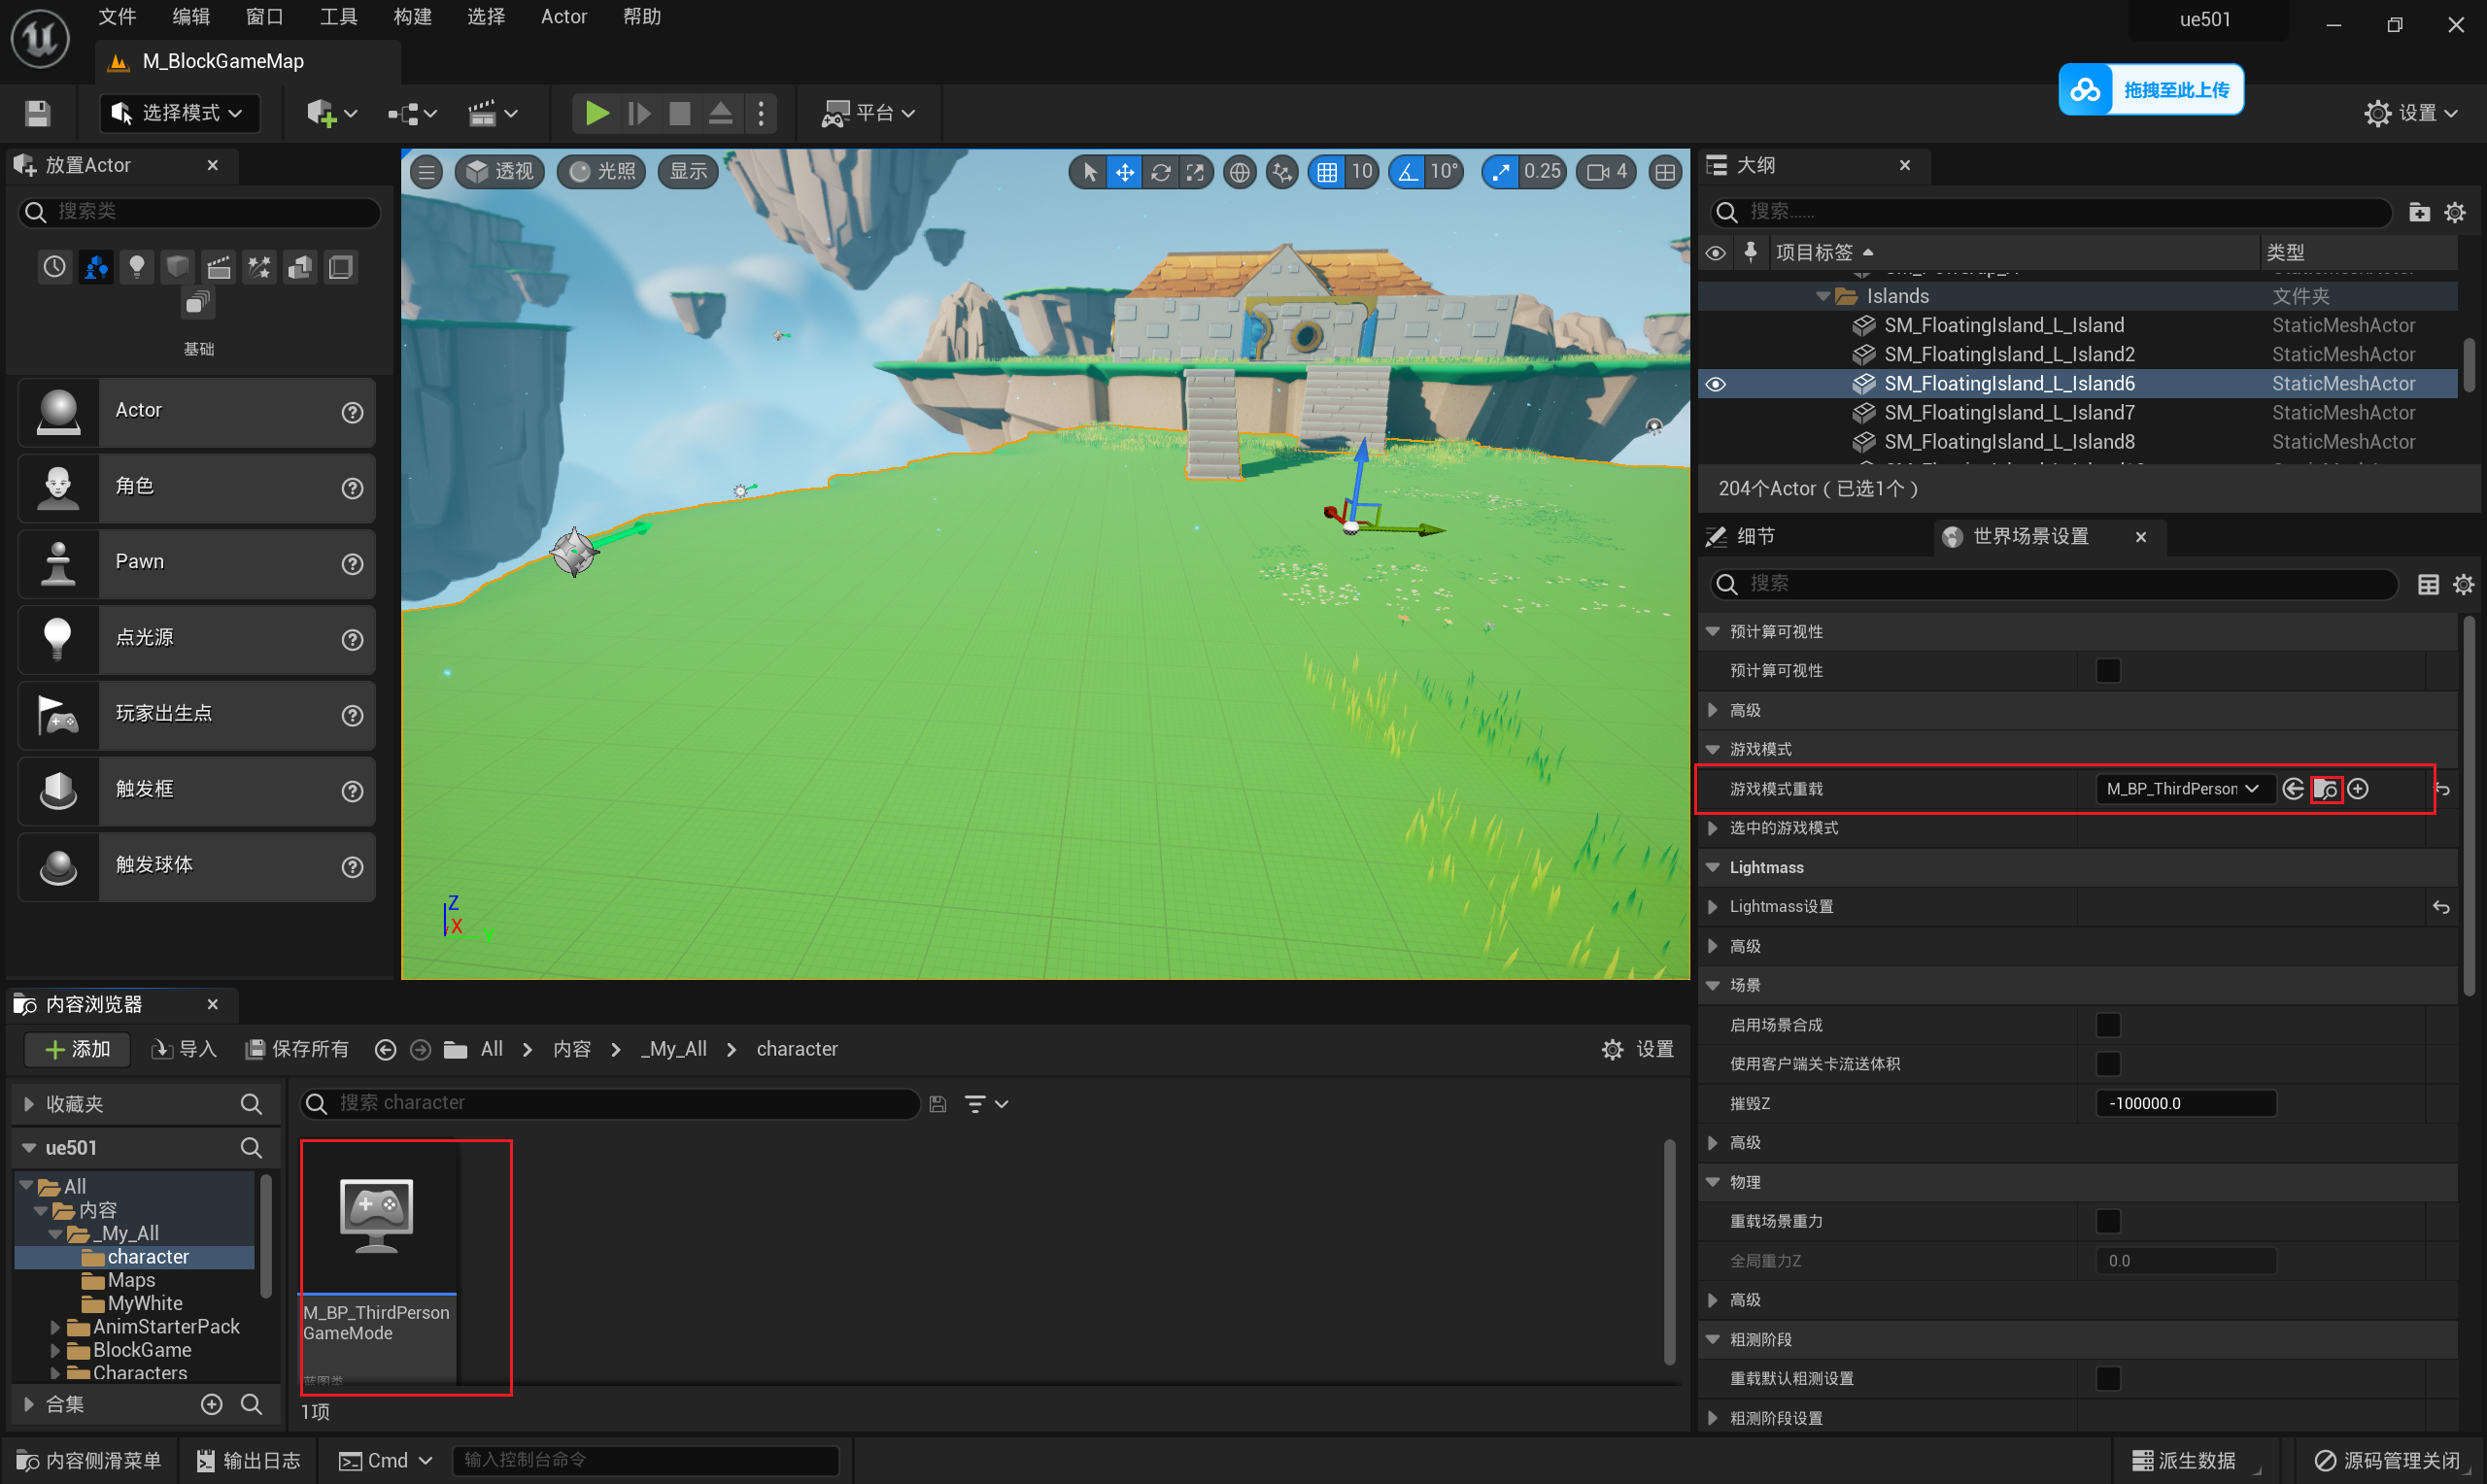 文件 编辑 窗口 工具 构建 选择 Actor 帮助
ue501
M_BlockGameMap
选择模式
平台
拖拽至此上传
设置
放置Actor
搜索类
基础
Actor
角色
Pawn
点光源
玩家出生点
触发框
触发球体
透视 光照 显示
10 10° 0.25 4
Z
X
Y
大纲
搜索......
项目标签 类型
Islands 文件夹
SM_FloatingIsland_L_Island StaticMeshActor
SM_FloatingIsland_L_Island2 StaticMeshActor
SM_FloatingIsland_L_Island6 StaticMeshActor
SM_FloatingIsland_L_Island7 StaticMeshActor
SM_FloatingIsland_L_Island8 StaticMeshActor
204个Actor（已选1个）
细节 世界场景设置
搜索
预计算可视性
预计算可视性
高级
游戏模式
游戏模式重载 M_BP_ThirdPerson
选中的游戏模式
Lightmass
Lightmass设置
高级
场景
启用场景合成
使用客户端关卡流送体积
摧毁Z -100000.0
高级
物理
重载场景重力
全局重力Z 0.0
高级
粗测阶段
重载默认粗测设置
粗测阶段设置
内容浏览器
添加 导入 保存所有 All 内容 _My_All character 设置
收藏夹
ue501
All
内容
_My_All
character
Maps
MyWhite
AnimStarterPack
BlockGame
Characters
合集
搜索 character
M_BP_ThirdPerson
GameMode
蓝图类
1项
内容侧滑菜单 输出日志 Cmd 输入控制台命令
派生数据 源码管理关闭